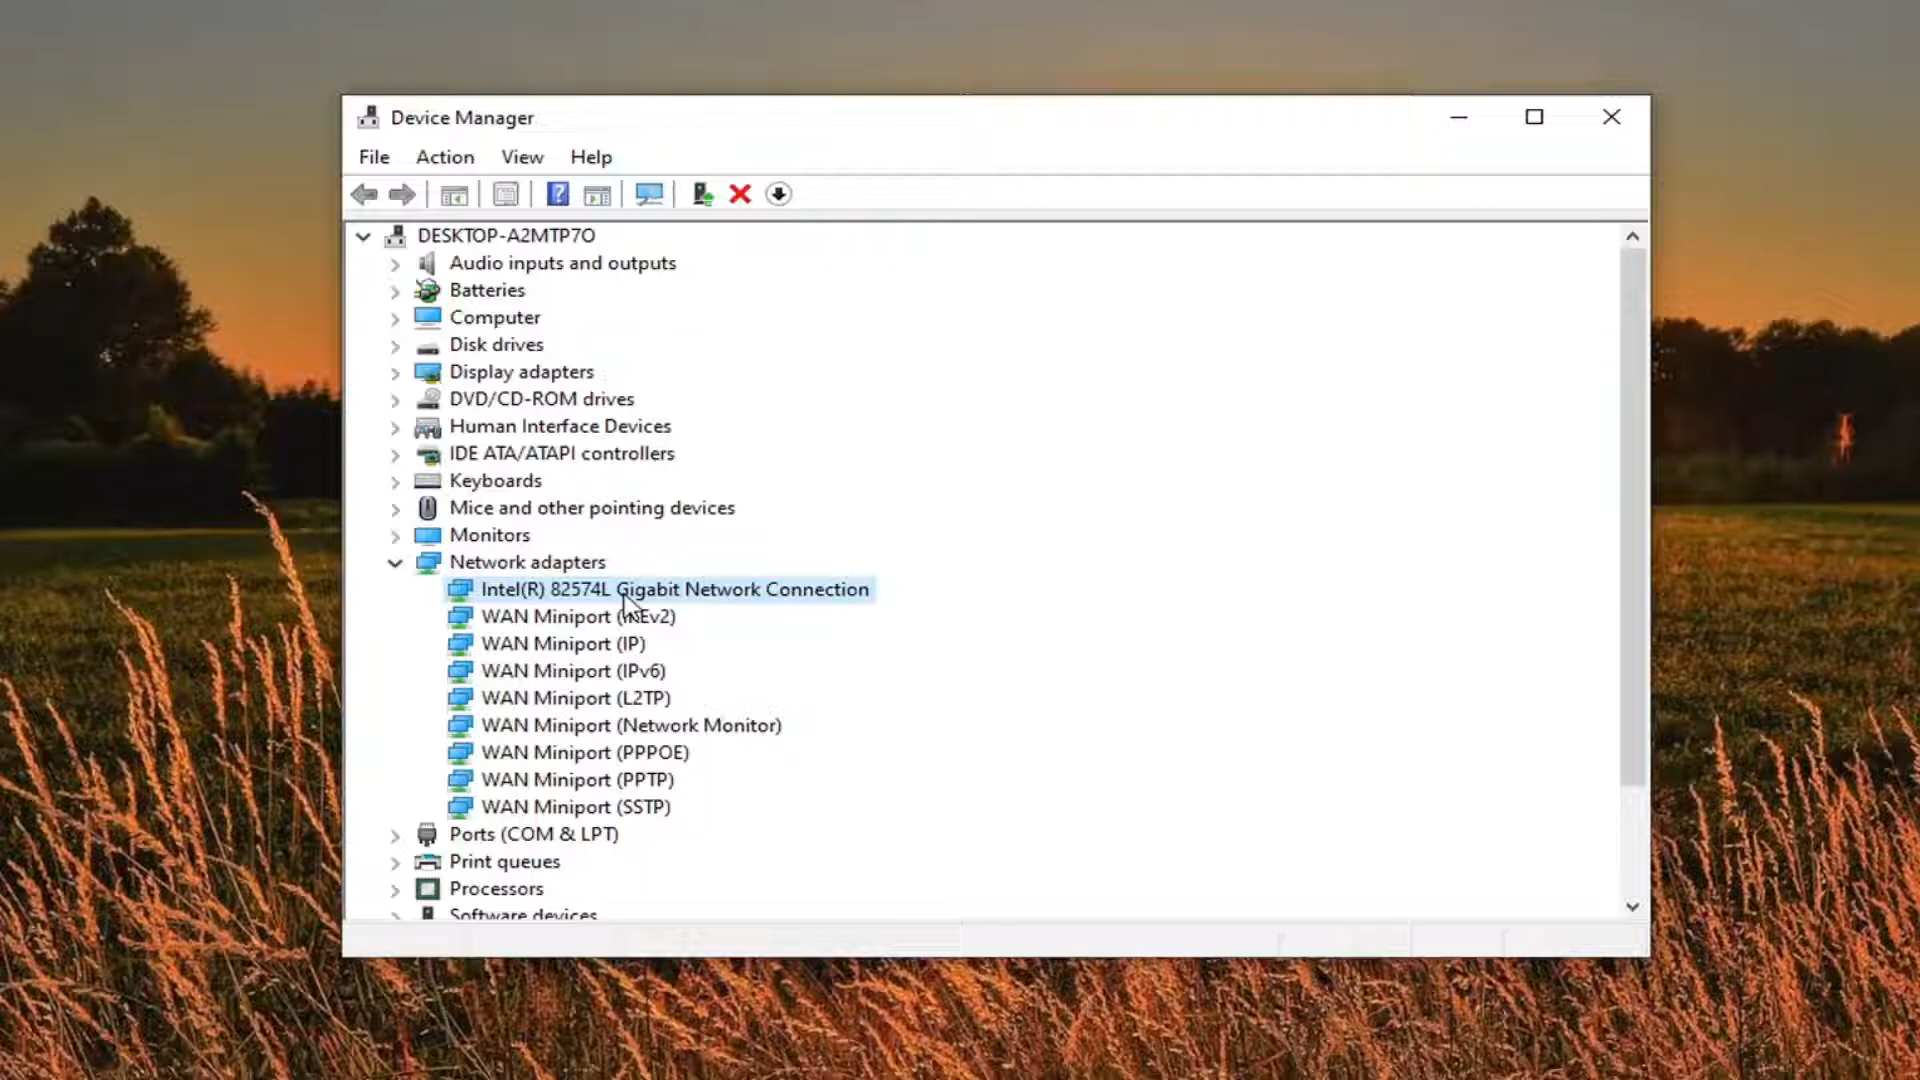 Device Manager
File Action View Help
DESKTOP-A2MTP7O
Audio inputs and outputs
Batteries
Computer
Disk drives
Display adapters
DVD/CD-ROM drives
Human Interface Devices
IDE ATA/ATAPI controllers
Keyboards
Mice and other pointing devices
Monitors
Network adapters
Intel(R) 82574L Gigabit Network Connection
WAN Miniport (IKEv2)
WAN Miniport (IP)
WAN Miniport (IPv6)
WAN Miniport (L2TP)
WAN Miniport (Network Monitor)
WAN Miniport (PPPOE)
WAN Miniport (PPTP)
WAN Miniport (SSTP)
Ports (COM & LPT)
Print queues
Processors
Software devices